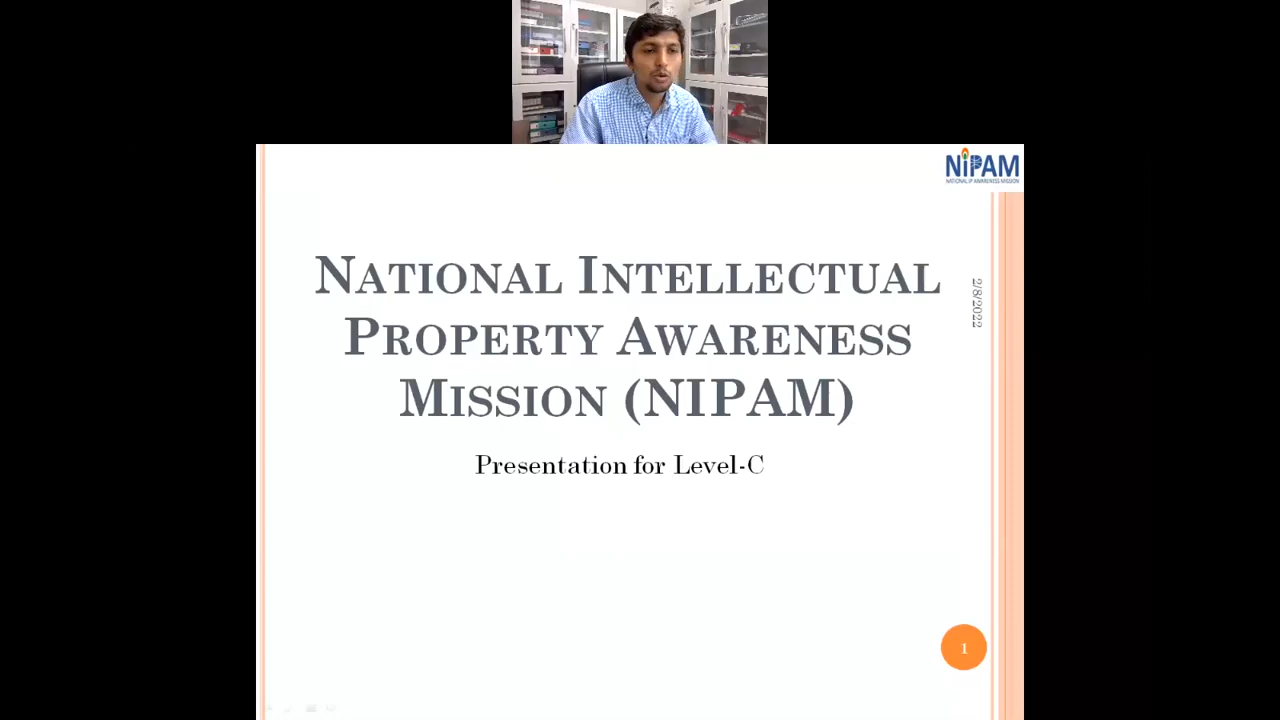 NiPAM
NATIONAL IP AWARENESS MISSION
NATIONAL INTELLECTUAL
PROPERTY AWARENESS
MISSION (NIPAM)
Presentation for Level-C
2/8/2022
1